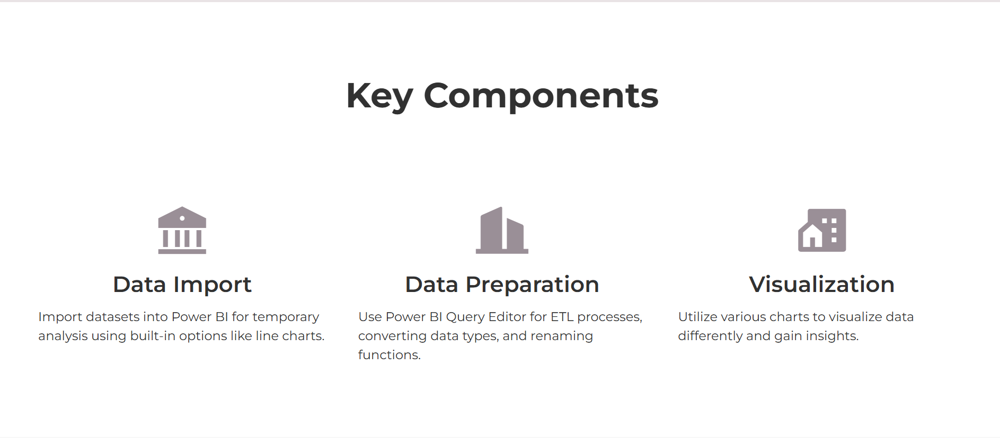 Key Components
Data Import
Import datasets into Power BI for temporary
analysis using built-in options like line charts.
Data Preparation
Use Power BI Query Editor for ETL processes,
converting data types, and renaming
functions.
Visualization
Utilize various charts to visualize data
differently and gain insights.